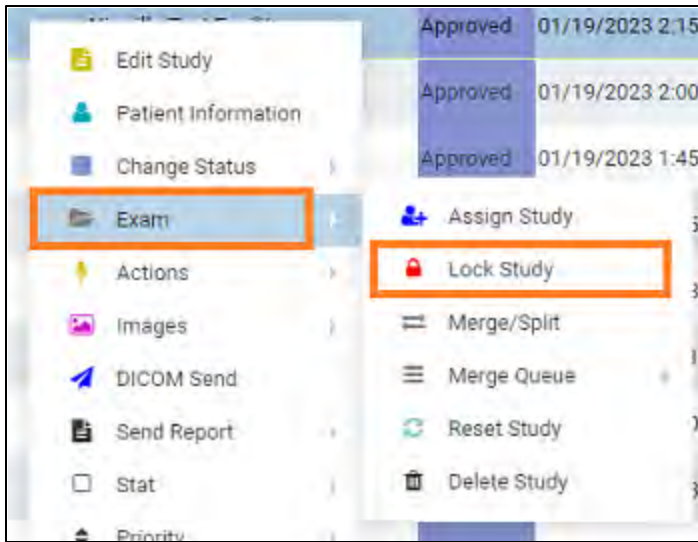 Approved 01/19/2023 2:15
Edit Study
Approved 01/19/2023 2:00
Patient Information
Change Status
Approved 01/19/2023 1:45
Exam
Assign Study
Actions
Lock Study
Images
Merge/Split
DICOM Send
Merge Queue
Send Report
Reset Study
Stat
Delete Study
Priority